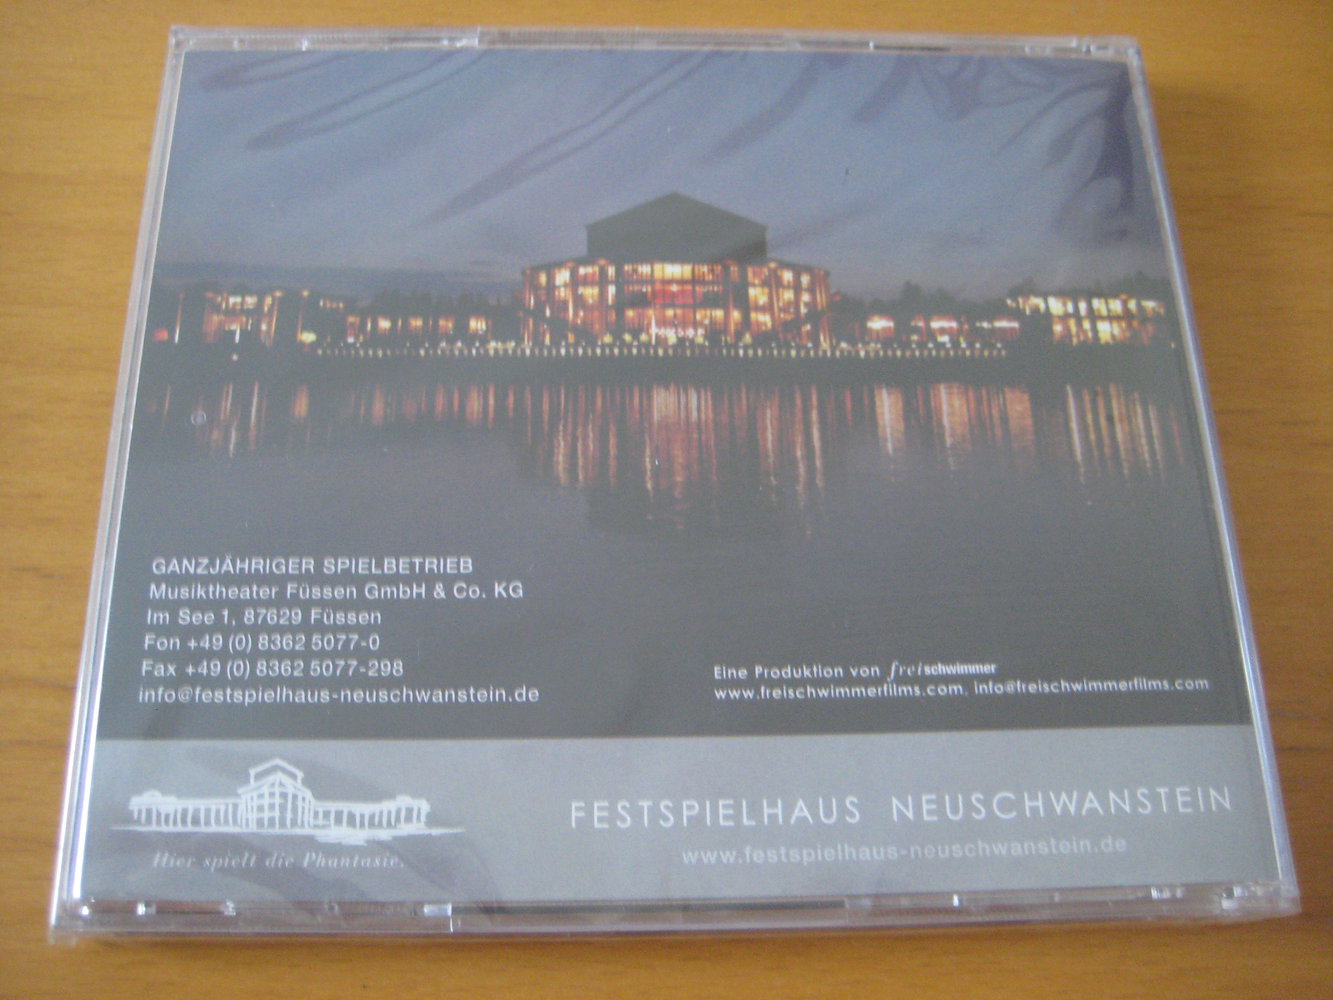 GANZJÄHRIGER SPIELBETRIEB
Musiktheater Füssen GmbH & Co. KG
Im See 1, 87629 Füssen
Fon +49 (0) 8362 5077-0
Fax +49 (0) 8362 5077-298
info@festspielhaus-neuschwanstein.de
Eine Produktion von freischwimmer
www.freischwimmerfilms.com, info@freischwimmerfilms.com
Hier spielt die Phantasie.
FESTSPIELHAUS NEUSCHWANSTEIN
www.festspielhaus-neuschwanstein.de